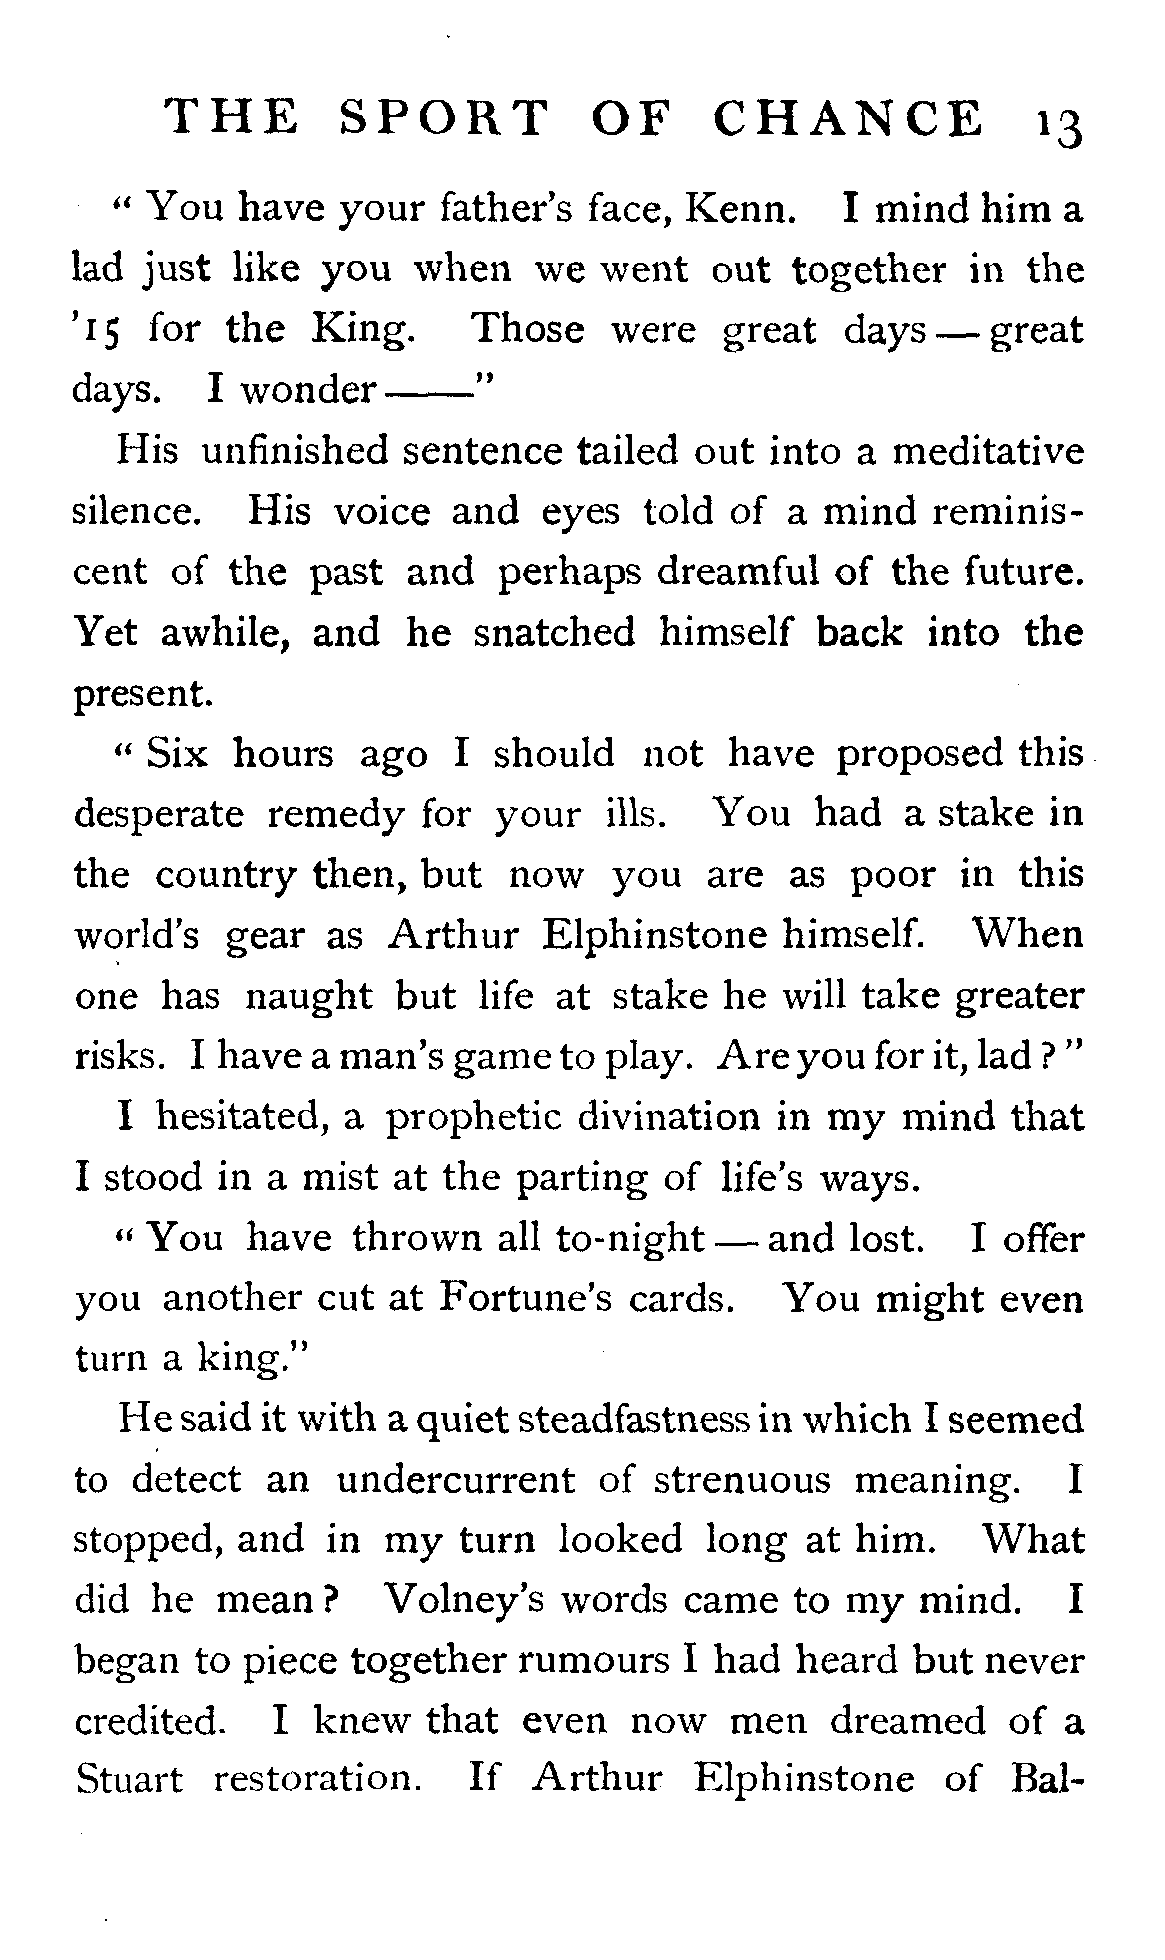 THE SPORT OF CHANCE 13
“ You have your father's face, Kenn. I mind him a
lad just like you when we went out together in the
'15 for the King. Those were great days — great
days. I wonder ——"
His unfinished sentence tailed out into a meditative
silence. His voice and eyes told of a mind reminis-
cent of the past and perhaps dreamful of the future.
Yet awhile, and he snatched himself back into the
present.
“ Six hours ago I should not have proposed this
desperate remedy for your ills. You had a stake in
the country then, but now you are as poor in this
world's gear as Arthur Elphinstone himself. When
one has naught but life at stake he will take greater
risks. I have a man's game to play. Are you for it, lad ? ”
I hesitated, a prophetic divination in my mind that
I stood in a mist at the parting of life's ways.
“ You have thrown all to-night — and lost. I offer
you another cut at Fortune's cards. You might even
turn a king."
He said it with a quiet steadfastness in which I seemed
to detect an undercurrent of strenuous meaning. I
stopped, and in my turn looked long at him. What
did he mean ? Volney's words came to my mind. I
began to piece together rumours I had heard but never
credited. I knew that even now men dreamed of a
Stuart restoration. If Arthur Elphinstone of Bal-